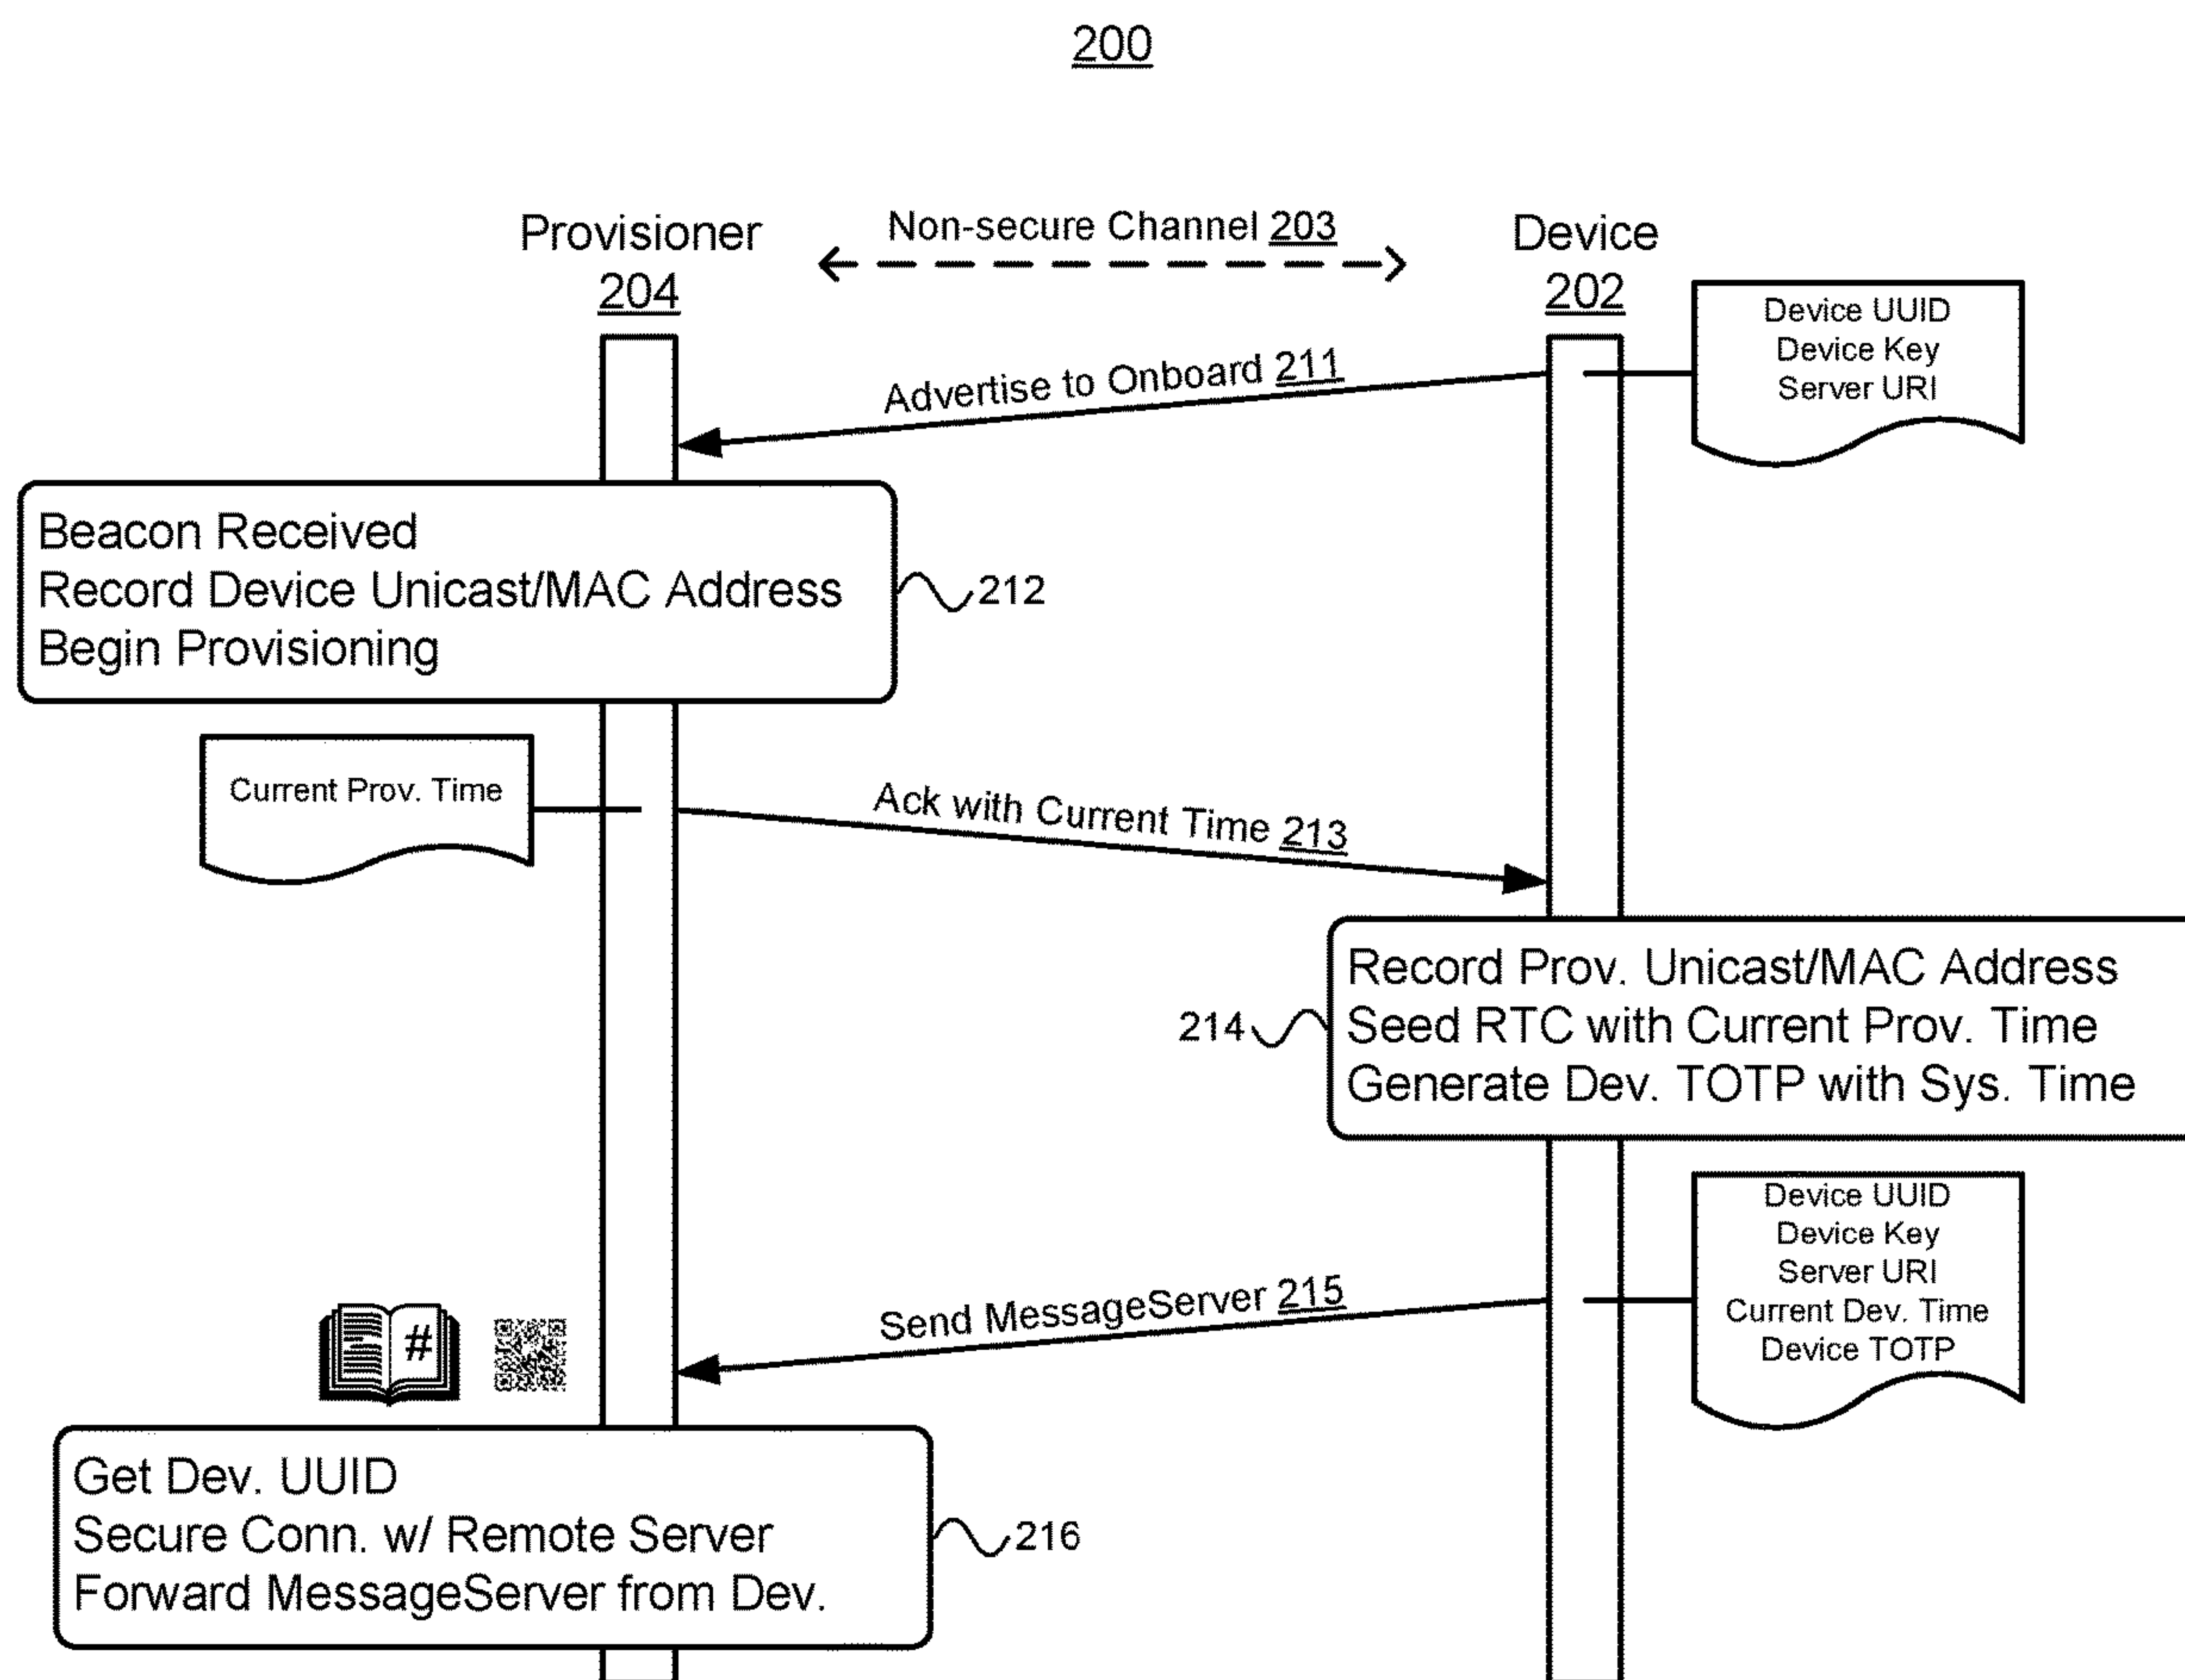 200
Provisioner
204
Non-secure Channel 203
Device
202
Device UUID
Device Key
Server URI
Advertise to Onboard 211
Beacon Received
Record Device Unicast/MAC Address
Begin Provisioning
212
Current Prov. Time
Ack with Current Time 213
Record Prov. Unicast/MAC Address
Seed RTC with Current Prov. Time
Generate Dev. TOTP with Sys. Time
214
Device UUID
Device Key
Server URI
Current Dev. Time
Device TOTP
Send MessageServer 215
#
Get Dev. UUID
Secure Conn. w/ Remote Server
Forward MessageServer from Dev.
216